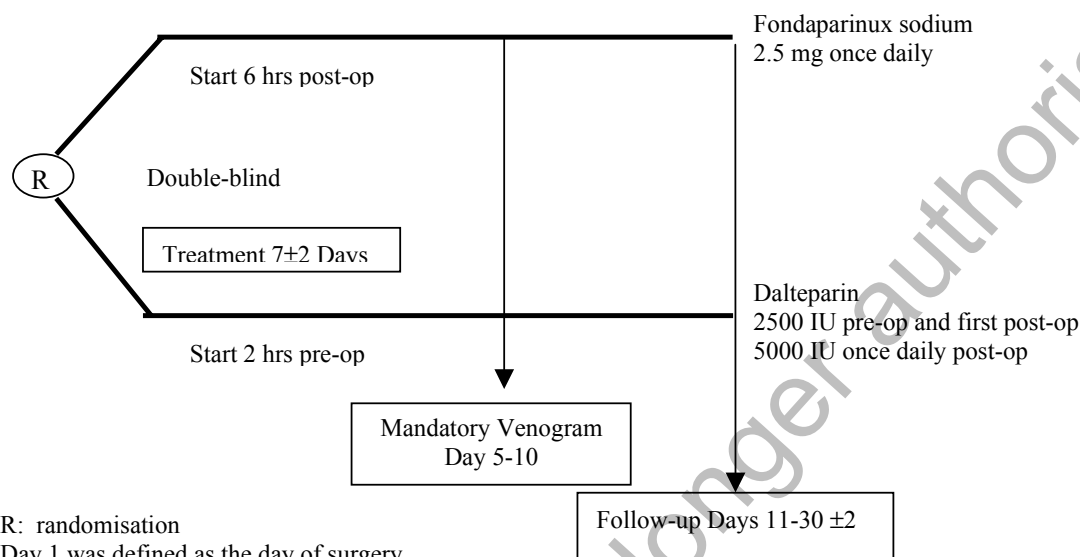 Fondaparinux sodium
2.5 mg once daily
Start 6 hrs post-op
R
Double-blind
Treatment 7±2 Days
Dalteparin
2500 IU pre-op and first post-op
5000 IU once daily post-op
Start 2 hrs pre-op
Mandatory Venogram
Day 5-10
Follow-up Days 11-30 ±2
R: randomisation
Day 1 was defined as the day of surgery
longer